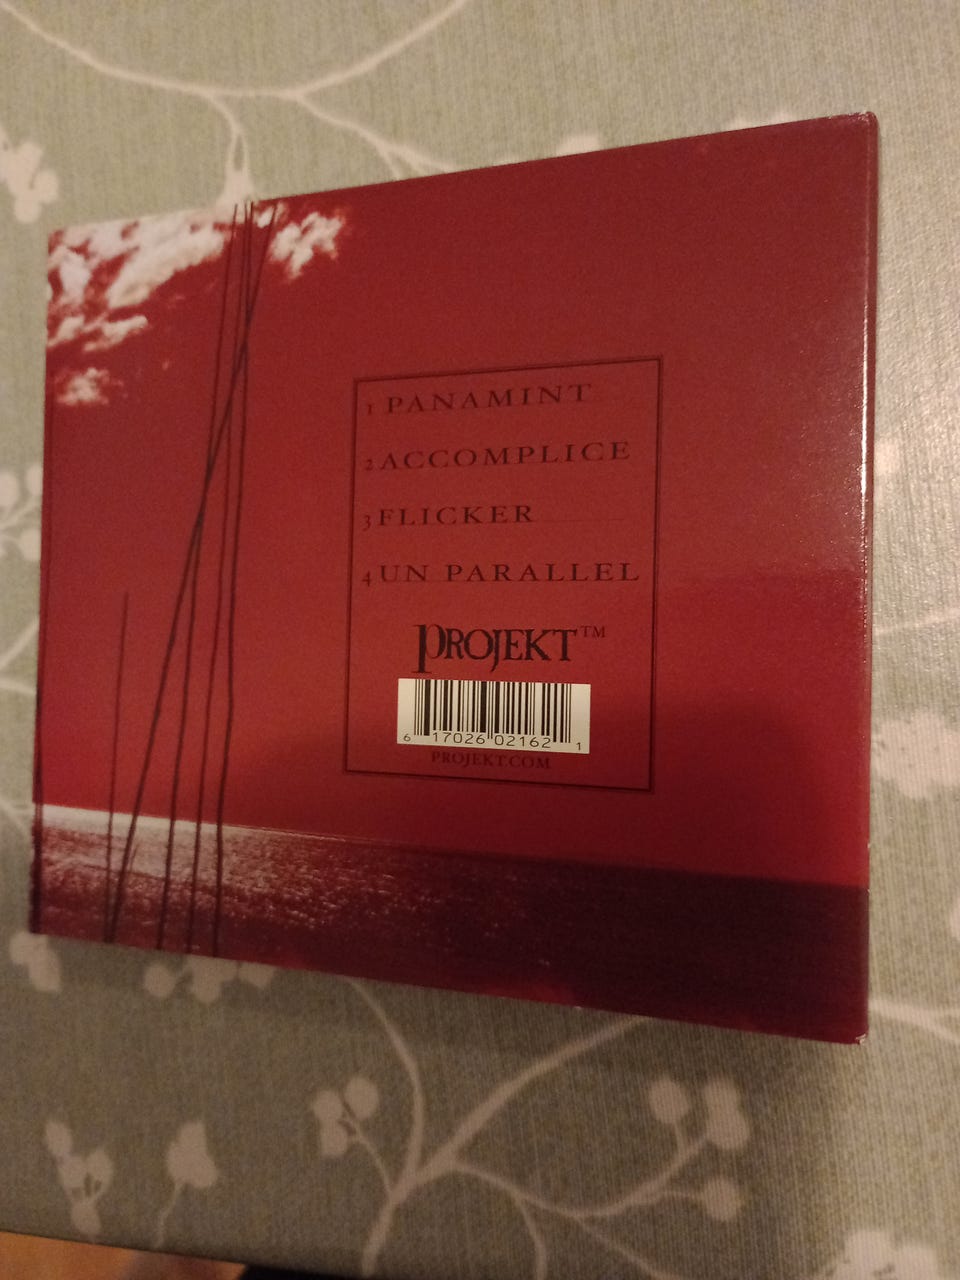 1 PANAMINT
2 ACCOMPLICE
3 FLICKER
4 UN PARALLEL
PROJEKT™
6 17026 02162 1
PROJEKT.COM